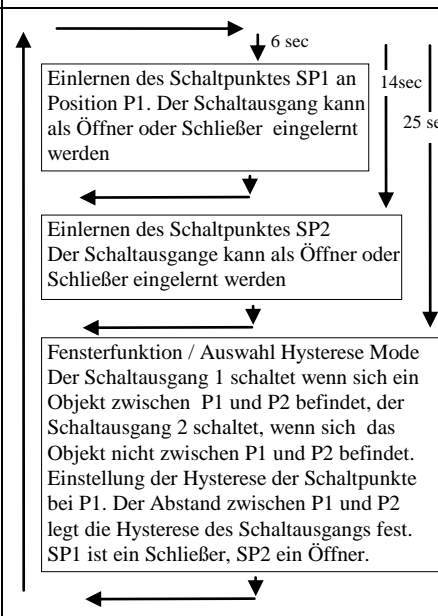 6 sec
14sec
25 se
Einlernen des Schaltpunktes SP1 an
Position P1. Der Schaltausgang kann
als Öffner oder Schließer eingelernt
werden
Einlernen des Schaltpunktes SP2
Der Schaltausgange kann als Öffner oder
Schließer eingelernt werden
Fensterfunktion / Auswahl Hysterese Mode
Der Schaltausgang 1 schaltet wenn sich ein
Objekt zwischen P1 und P2 befindet, der
Schaltausgang 2 schaltet, wenn sich das
Objekt nicht zwischen P1 und P2 befindet.
Einstellung der Hysterese der Schaltpunkte
bei P1. Der Abstand zwischen P1 und P2
legt die Hysterese des Schaltausgangs fest.
SP1 ist ein Schließer, SP2 ein Öffner.